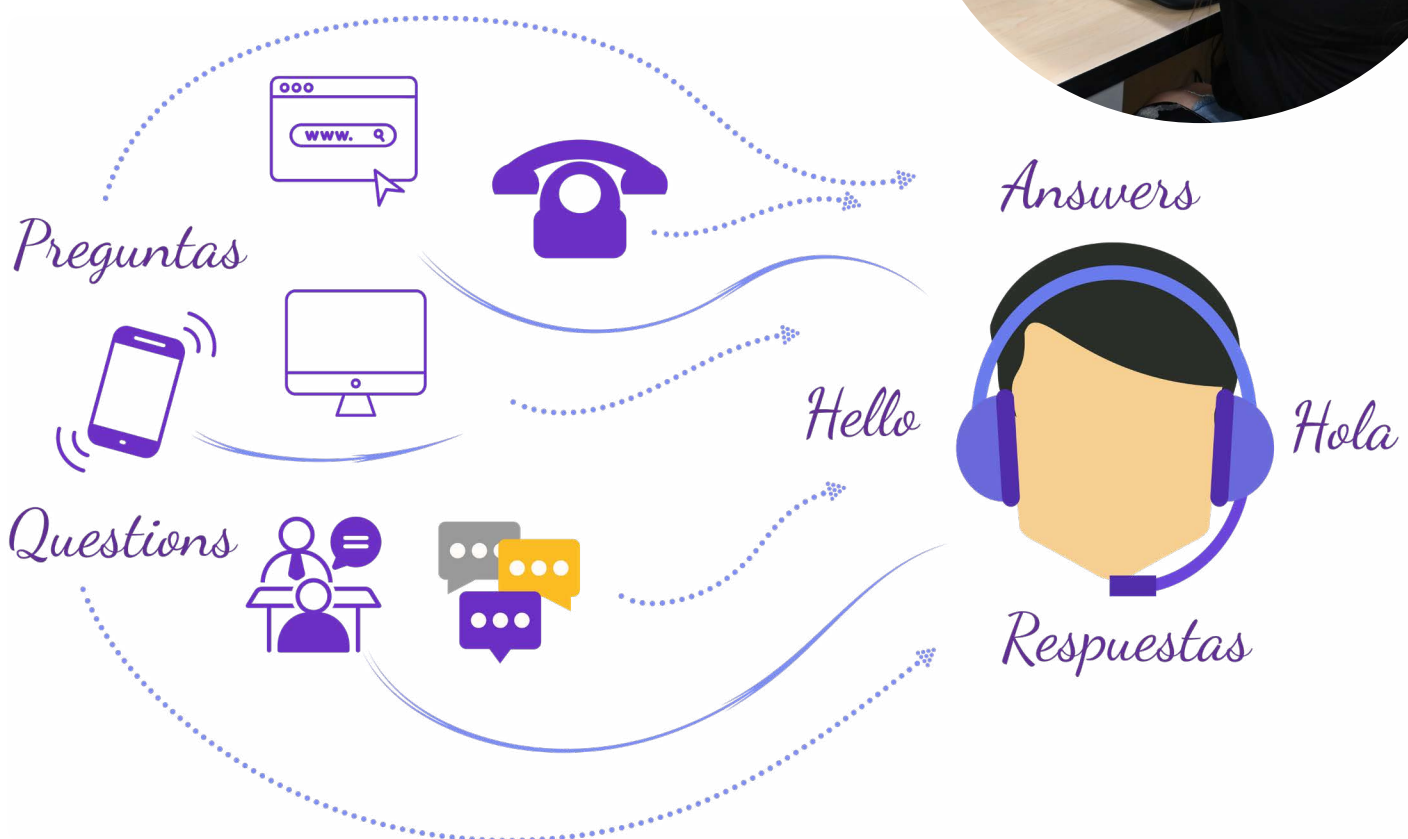 www.
Answers
Preguntas
Hello
Hola
Questions
Respuestas